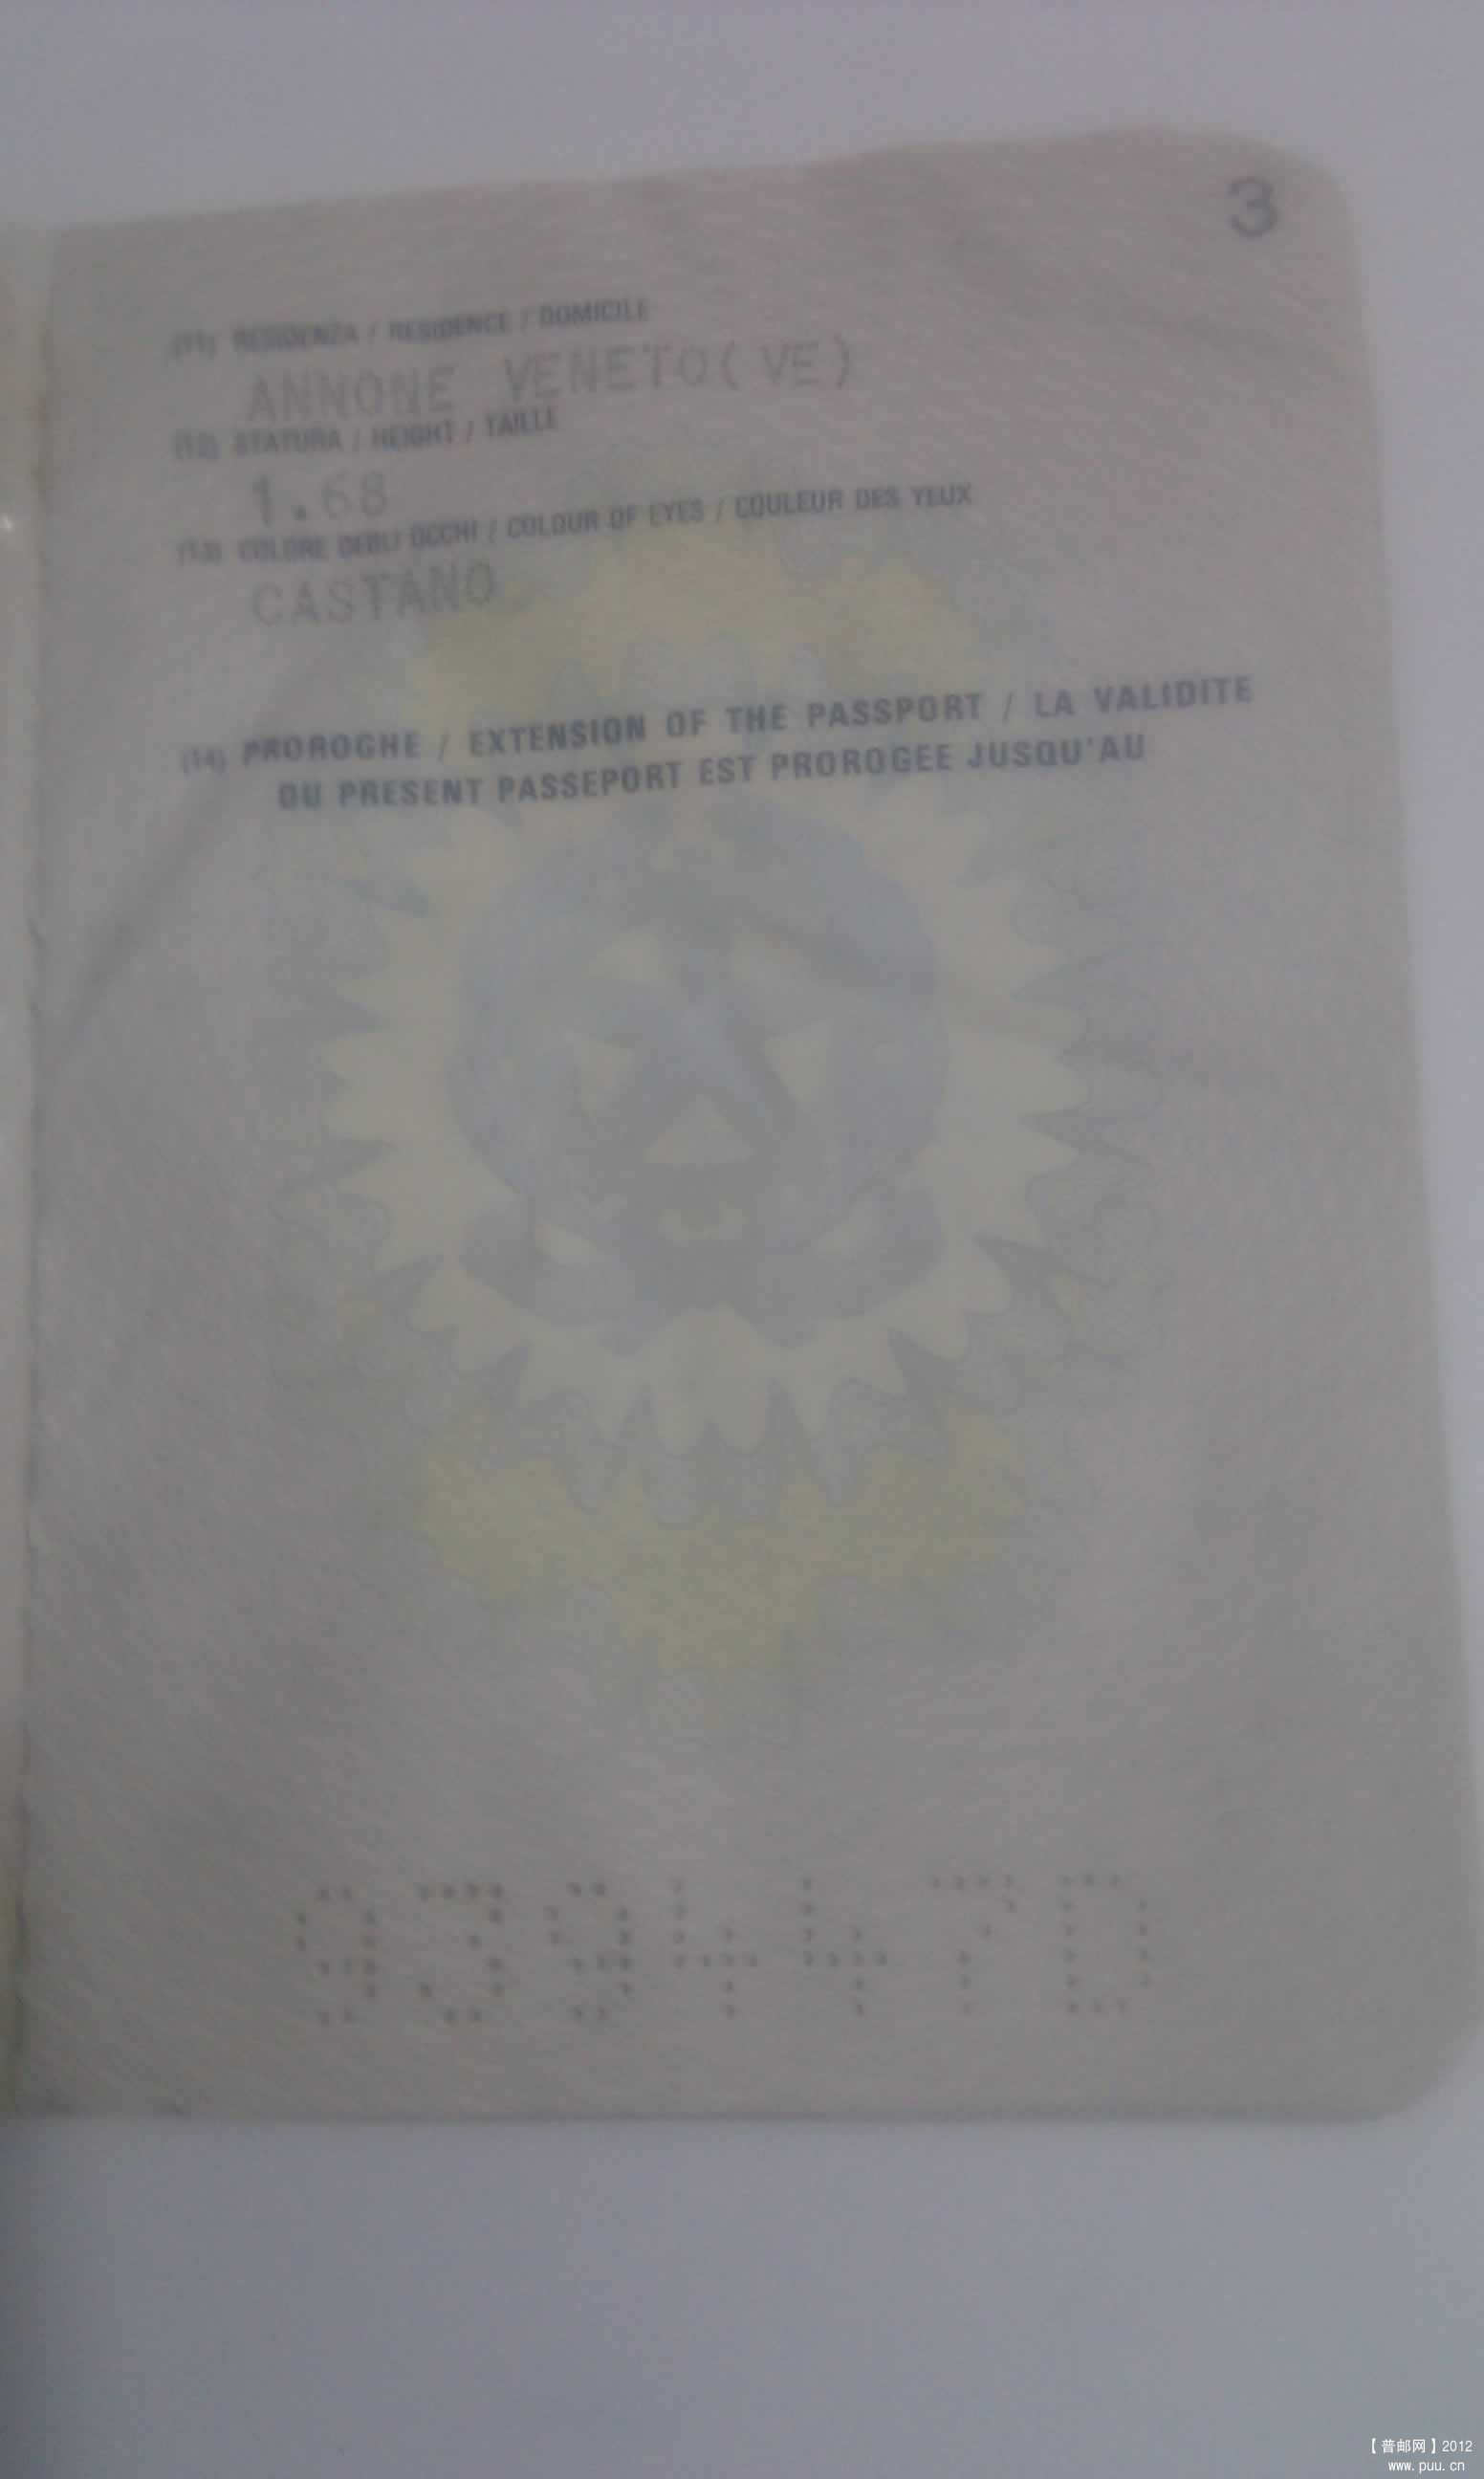 3
(11) RESIDENZA / RESIDENCE / DOMICILE
ANNONE VENETO(VE)
(12) STATURA / HEIGHT / TAILLE
1.68
(13) COLORE DEGLI OCCHI / COLOUR OF EYES / COULEUR DES YEUX
CASTANO
(14) PROROGHE / EXTENSION OF THE PASSPORT / LA VALIDITE
DU PRESENT PASSEPORT EST PROROGEE JUSQU'AU
939447D
【普邮网】2012
www.puu.cn